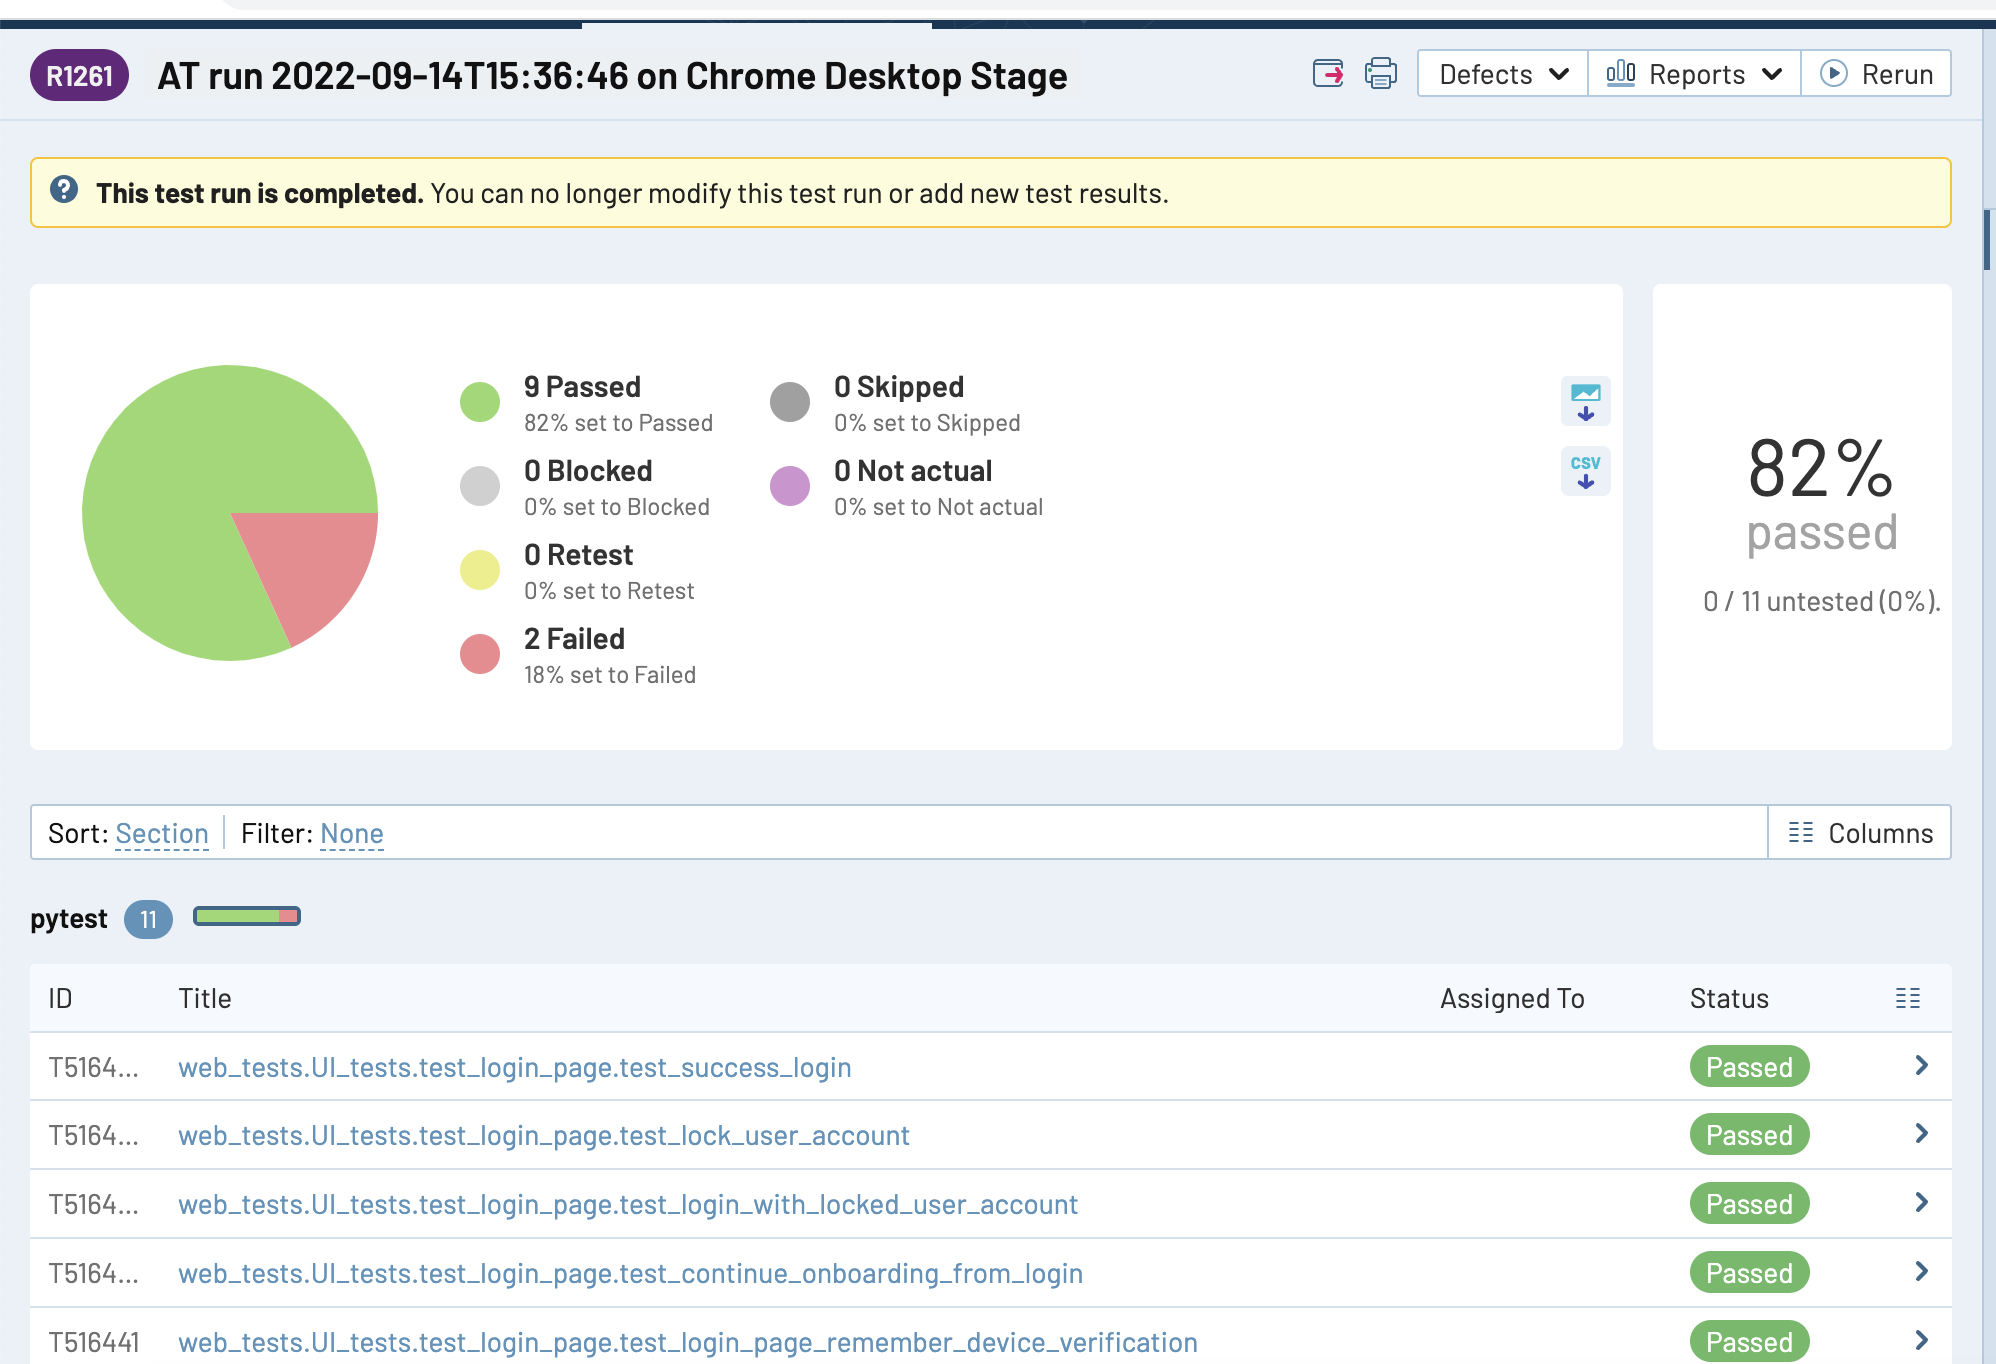 R1261 AT run 2022-09-14T15:36:46 on Chrome Desktop Stage Defects Reports Rerun
This test run is completed. You can no longer modify this test run or add new test results.
9 Passed
82% set to Passed
0 Blocked
0% set to Blocked
0 Retest
0% set to Retest
2 Failed
18% set to Failed
0 Skipped
0% set to Skipped
0 Not actual
0% set to Not actual
CSV
82%
passed
0 / 11 untested (0%).
Sort: Section Filter: None Columns
pytest 11
ID Title Assigned To Status
T5164... web_tests.UI_tests.test_login_page.test_success_login Passed
T5164... web_tests.UI_tests.test_login_page.test_lock_user_account Passed
T5164... web_tests.UI_tests.test_login_page.test_login_with_locked_user_account Passed
T5164... web_tests.UI_tests.test_login_page.test_continue_onboarding_from_login Passed
T516441 web_tests.UI_tests.test_login_page.test_login_page_remember_device_verification Passed